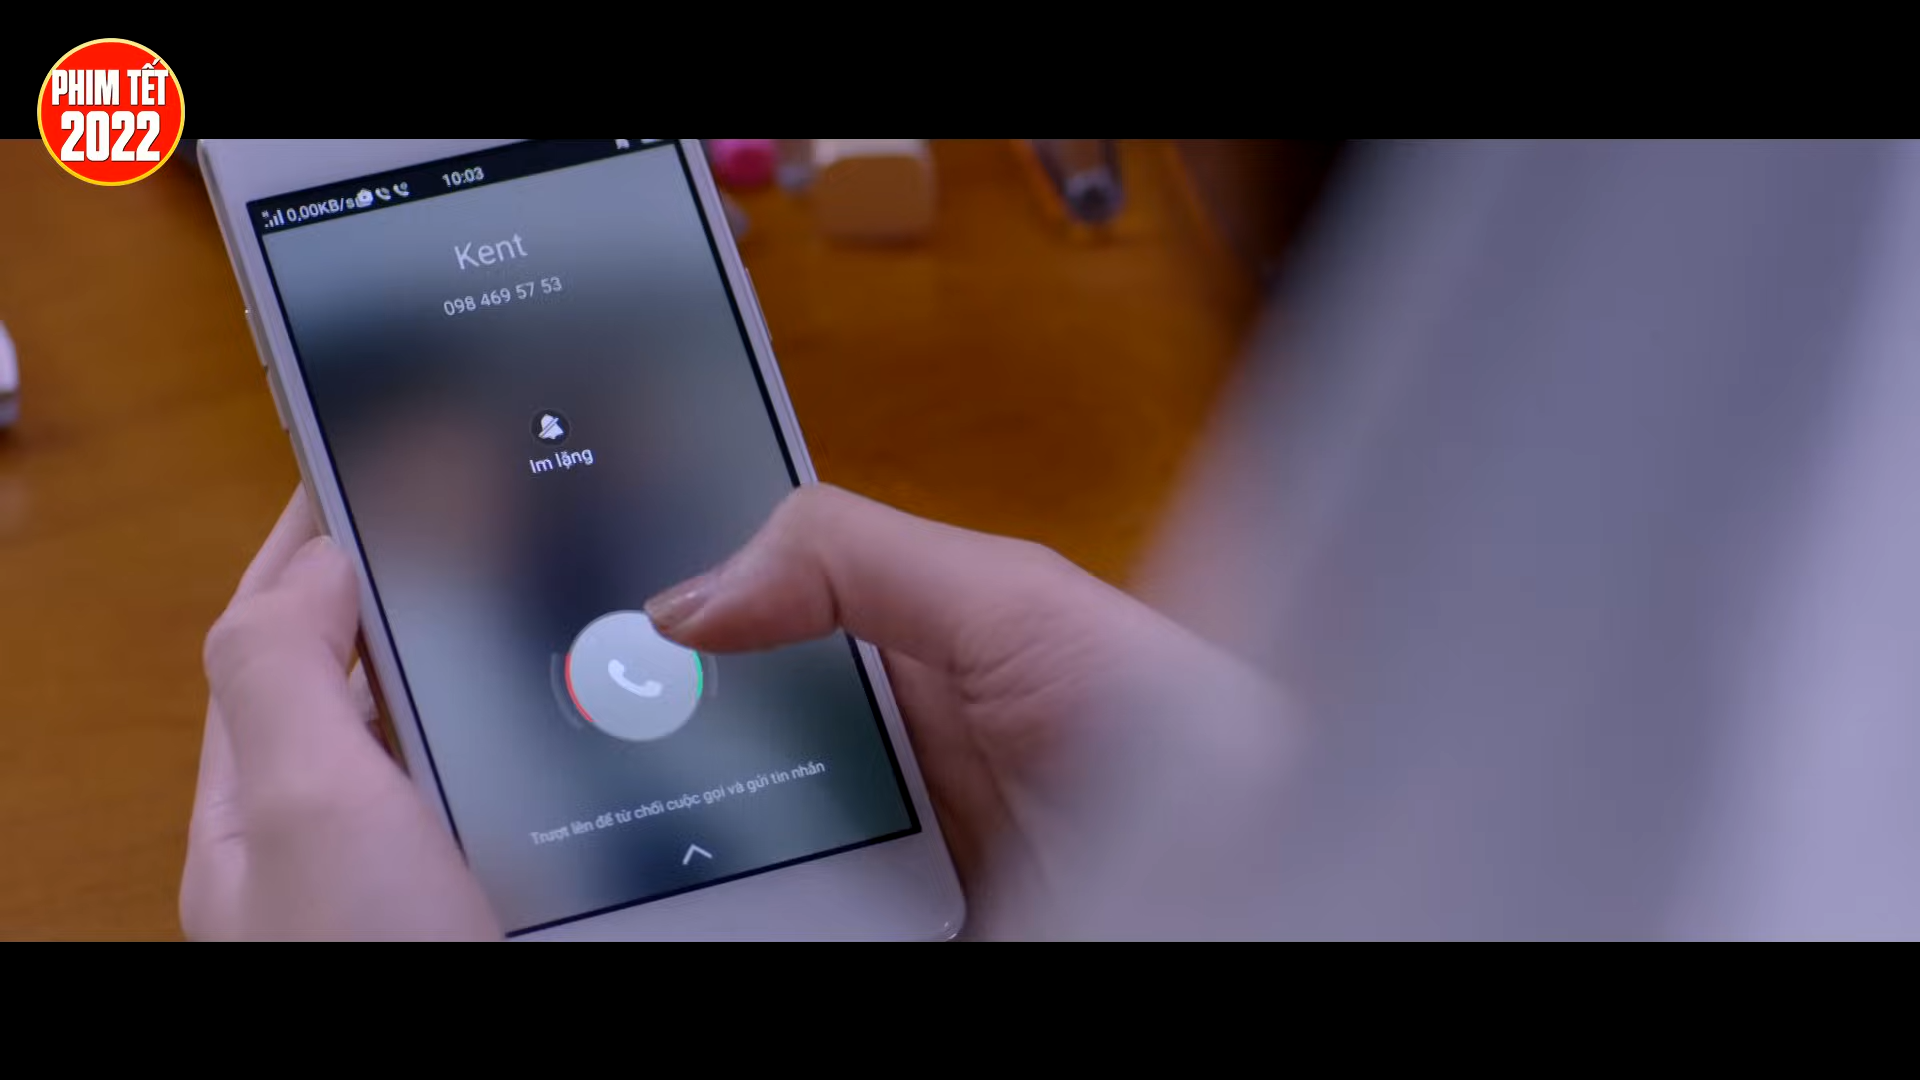 PHIM TẾT
2022
0,00KB/s
10:03
Kent
098 469 57 53
Im lặng
Trượt lên để từ chối cuộc gọi và gửi tin nhắn